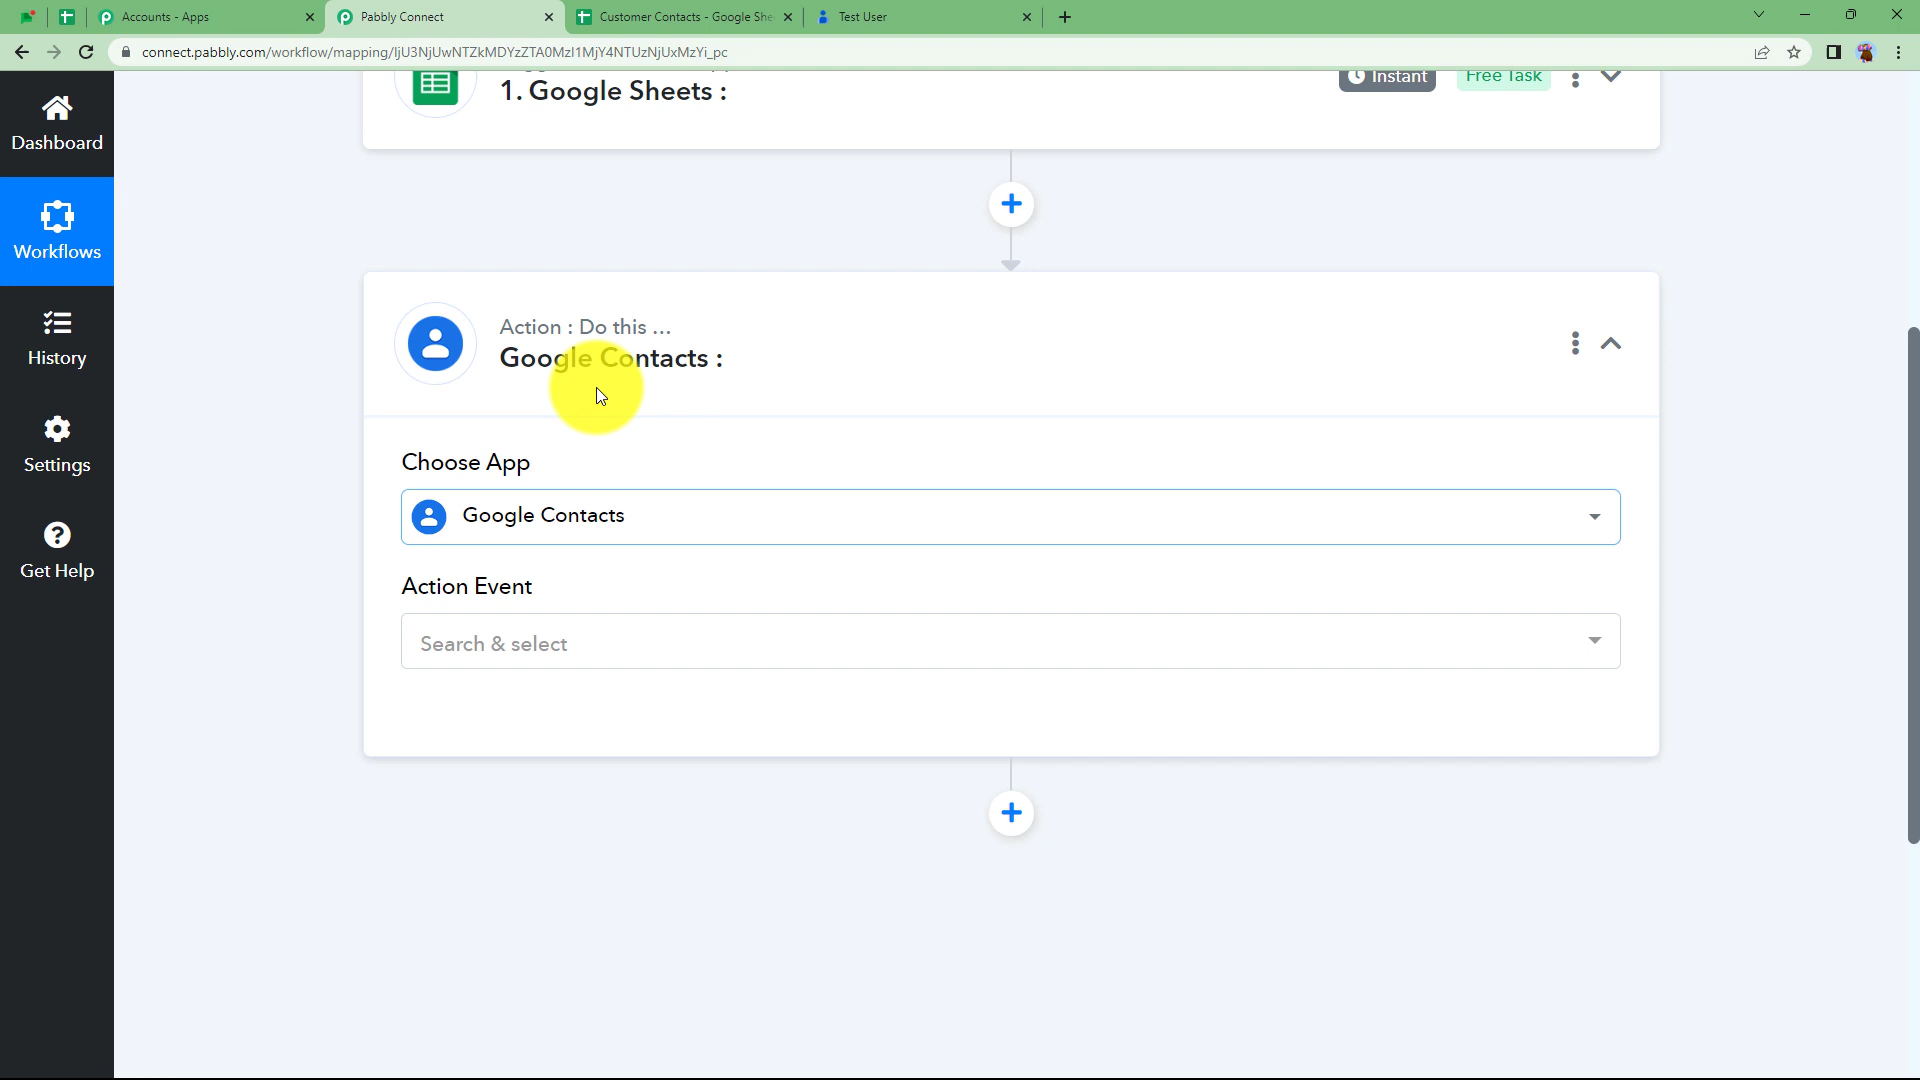 Accounts - Apps
Pabbly Connect
Customer Contacts - Google She
Test User
connect.pabbly.com/workflow/mapping/IjU3NjUwNTZkMDYzZTA0MzI1MjY4NTUzNjUxMzYi_pc
Dashboard
Workflows
History
Settings
Get Help
1. Google Sheets :
Instant
Free Task
Action : Do this ...
Google Contacts :
Choose App
Google Contacts
Action Event
Search & select